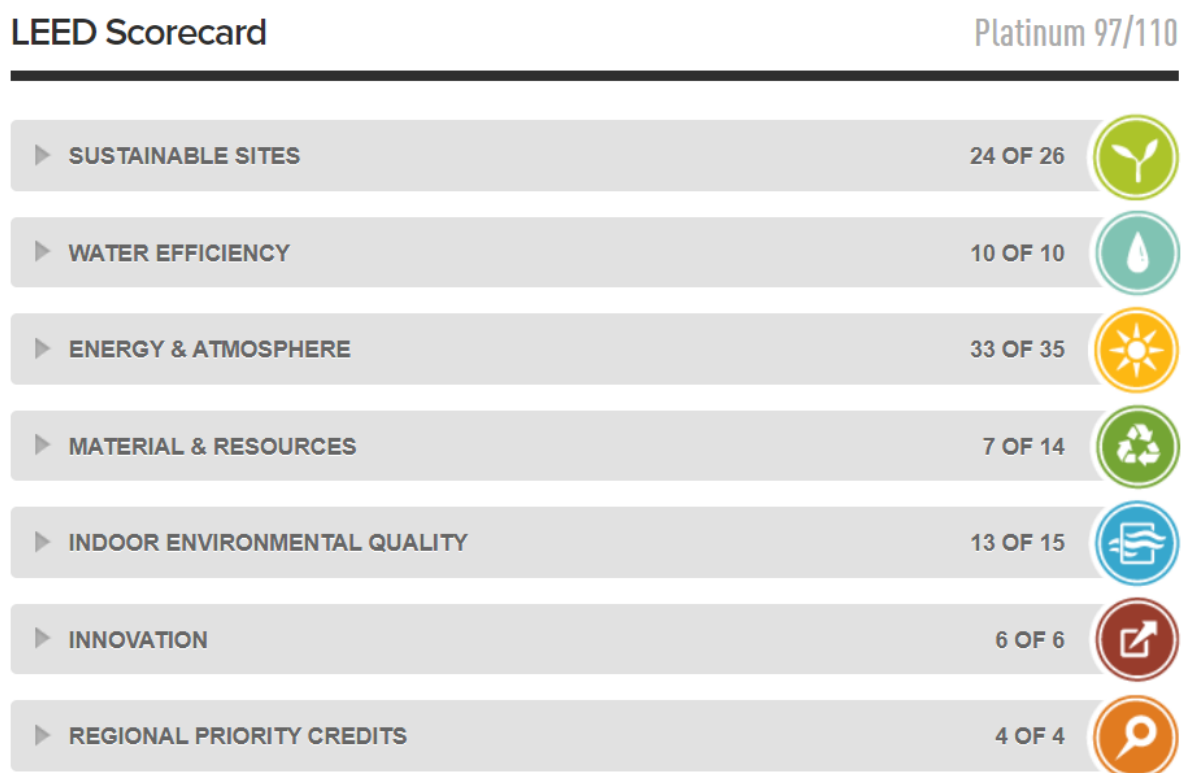 LEED Scorecard Platinum 97/110
SUSTAINABLE SITES 24 OF 26
WATER EFFICIENCY 10 OF 10
ENERGY & ATMOSPHERE 33 OF 35
MATERIAL & RESOURCES 7 OF 14
INDOOR ENVIRONMENTAL QUALITY 13 OF 15
INNOVATION 6 OF 6
REGIONAL PRIORITY CREDITS 4 OF 4